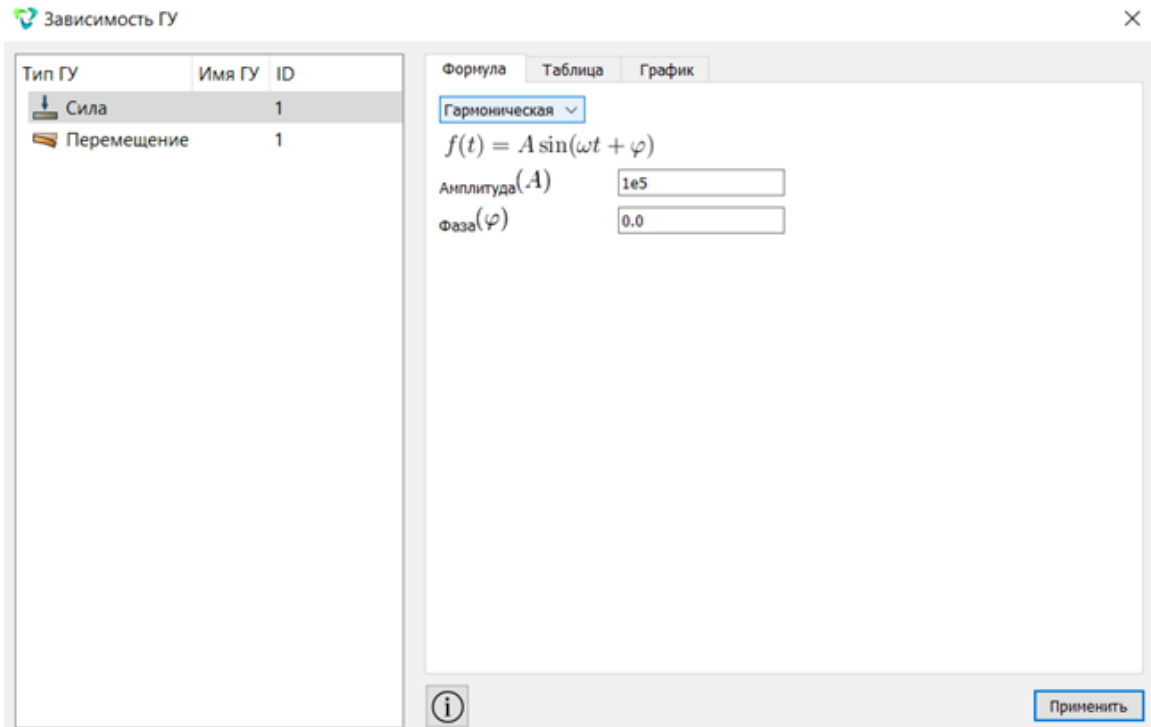 Зависимость ГУ
Тип ГУ Имя ГУ ID
Сила 1
Перемещение 1
Формула Таблица График
Гармоническая
f(t) = A sin(ωt + φ)
Амплитуда(A) 1e5
Фаза(φ) 0.0
i
Применить